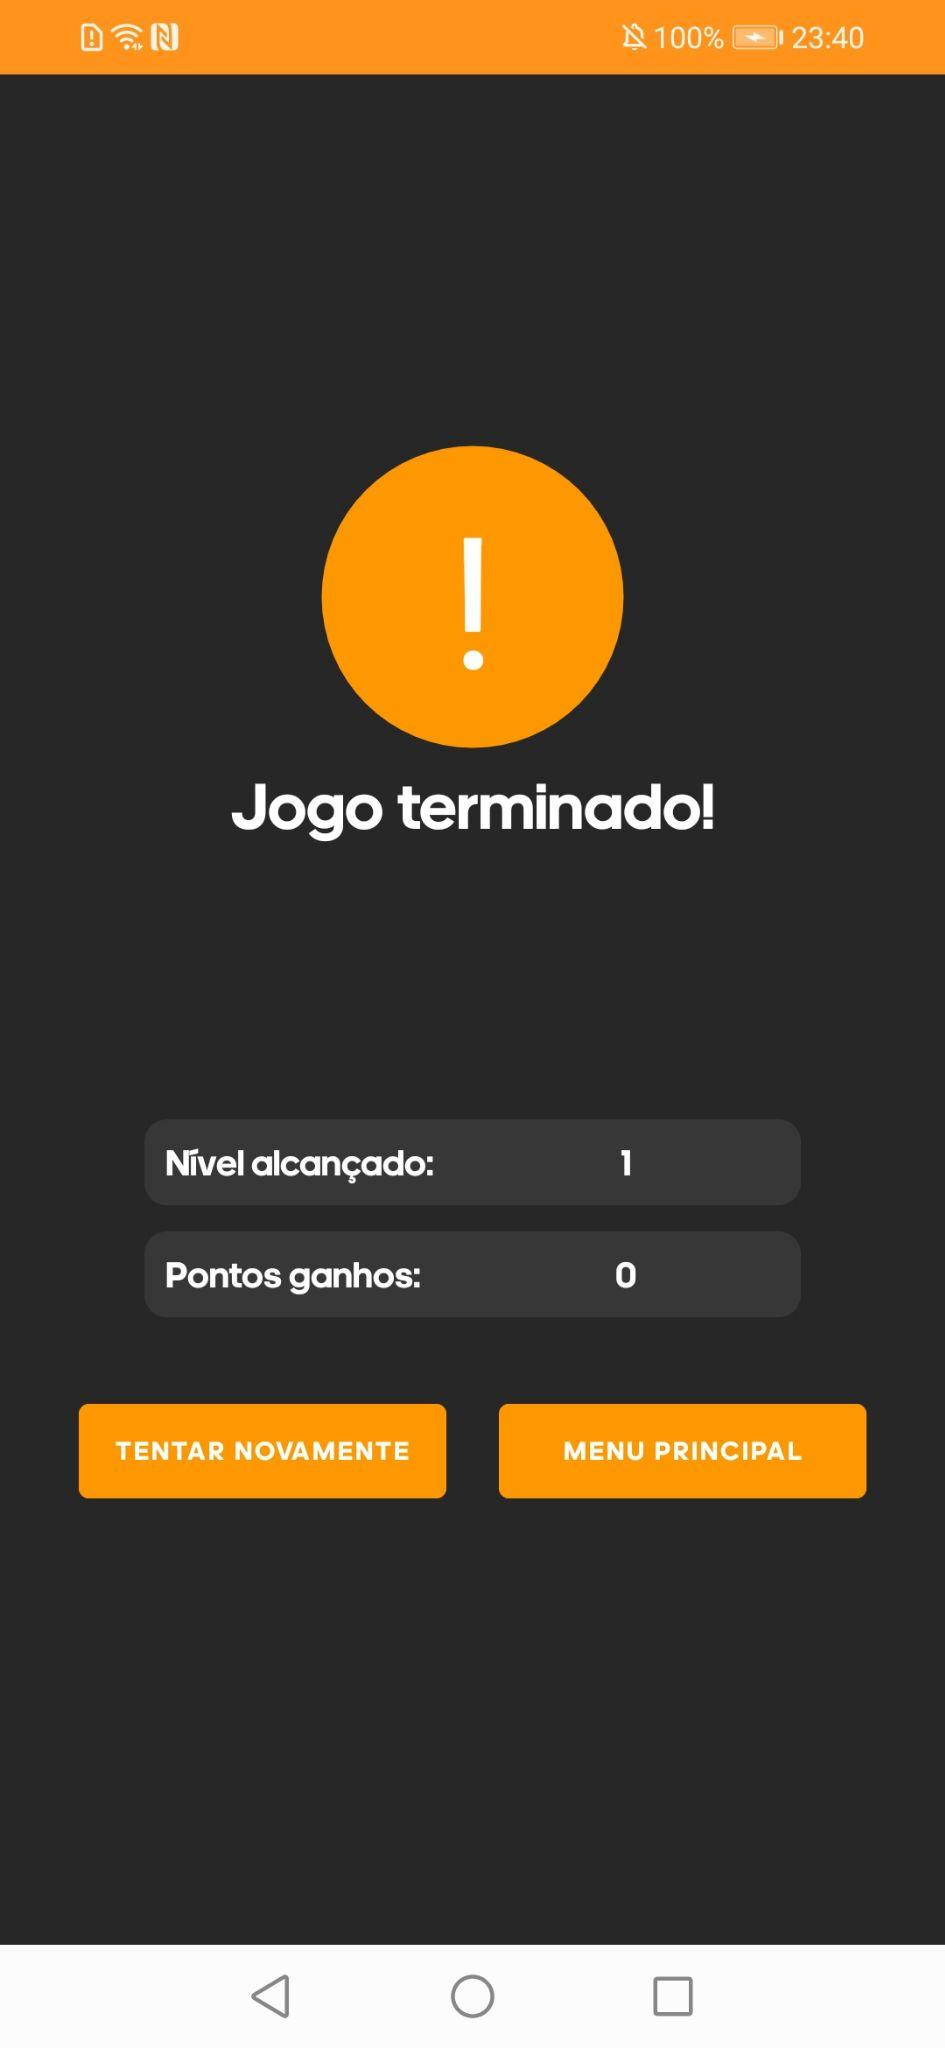 100% 23:40
!
Jogo terminado!
Nível alcançado: 1
Pontos ganhos: 0
TENTAR NOVAMENTE MENU PRINCIPAL